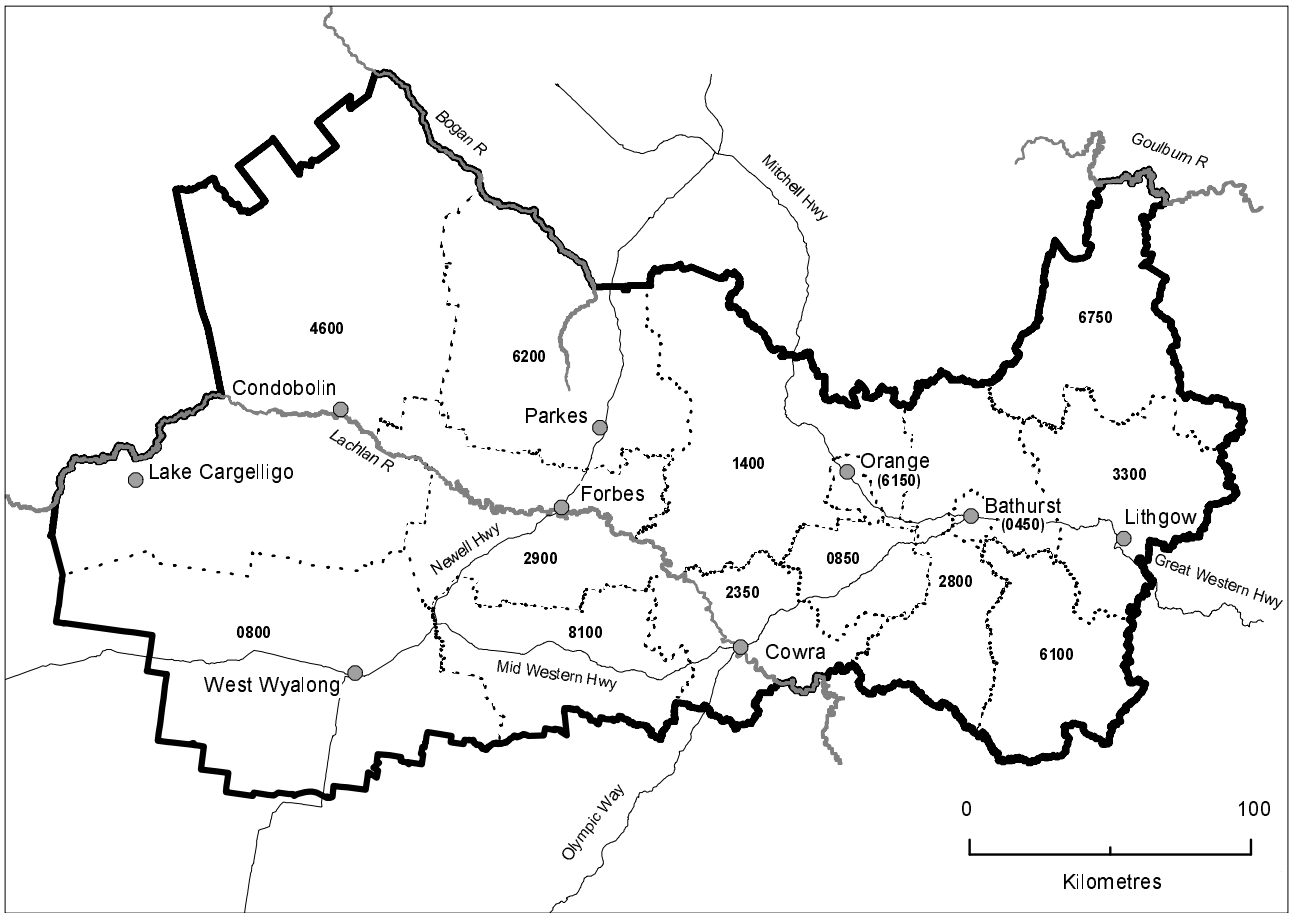 Bogan R
Goulburn R
Mitchell Hwy
4600
6200
6750
Condobolin
Parkes
Lachlan R
Lake Cargelligo
1400
Orange
(6150)
3300
Forbes
Bathurst
(0450)
Lithgow
Newell Hwy
2900
0850
2350
2800
Great Western Hwy
0800
8100
Cowra
6100
Mid Western Hwy
West Wyalong
Olympic Way
0 100
Kilometres